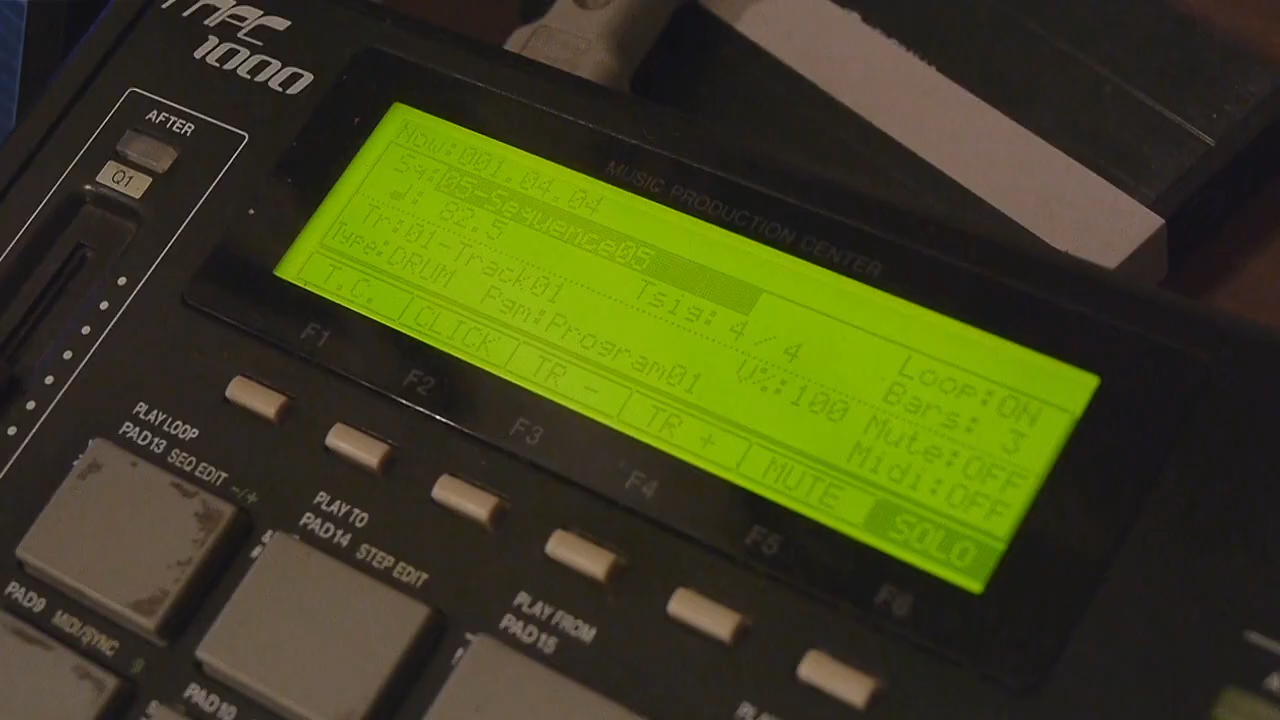 MPC
1000
AFTER
Q1
MUSIC PRODUCTION CENTER
Now:001.04.04
Sq:05-Sequence05
♩: 82.5 Tsig: 4/4 Loop:ON
Bars: 3
Tr:01-Track01 Mute:OFF
Type:DRUM Pgm:Program01 V%:100 Midi:OFF
T.C. CLICK TR - TR + MUTE SOLO
F1 F2 F3 F4 F5 F6
PLAY LOOP
PAD13 SEQ EDIT -/+
PLAY TO
PAD14 STEP EDIT
PLAY FROM
PAD15
PAD9 MIDI/SYNC 9
PAD10